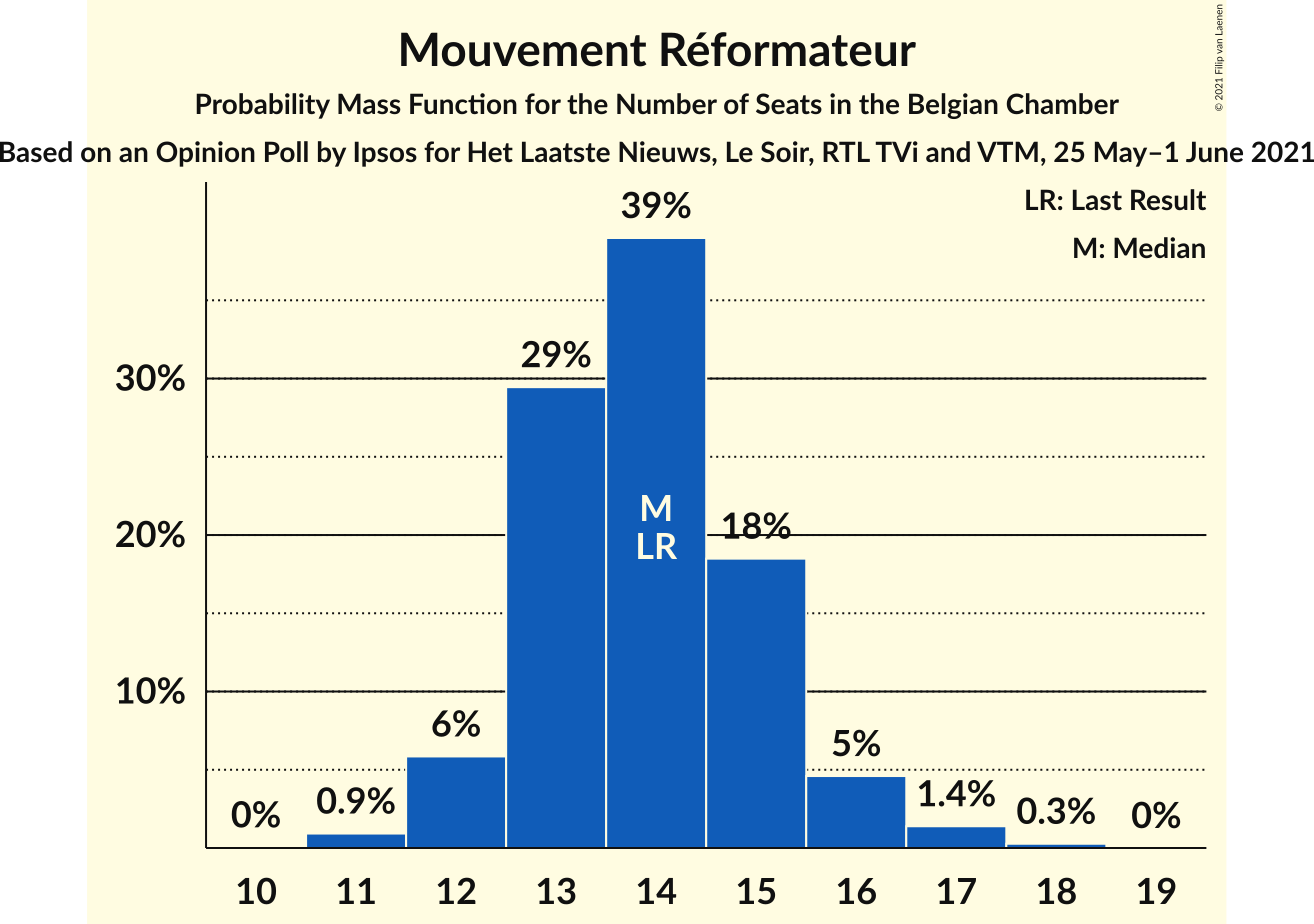 Mouvement Réformateur
Probability Mass Function for the Number of Seats in the Belgian Chamber
Based on an Opinion Poll by Ipsos for Het Laatste Nieuws, Le Soir, RTL TVi and VTM, 25 May–1 June 2021
© 2021 Filip van Laenen
LR: Last Result
M: Median
39%
29%
30%
M
LR
18%
20%
10%
6%
5%
0%
0.9%
1.4%
0.3%
0%
10 11 12 13 14 15 16 17 18 19